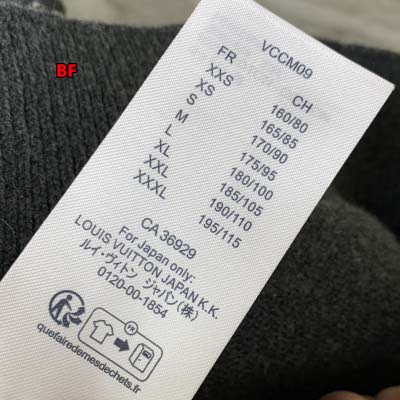 BF
VCCM09
FR CH
XXS 160/80
XS 165/85
S 170/90
M 175/95
L 180/100
XL 185/105
XXL 190/110
XXXL 195/115
CA 36929
For Japan only:
LOUIS VUITTON JAPAN K.K.
ルイ・ヴィトン ジャパン(株)
0120-00-1854
FR
quefairedemesdechets.fr